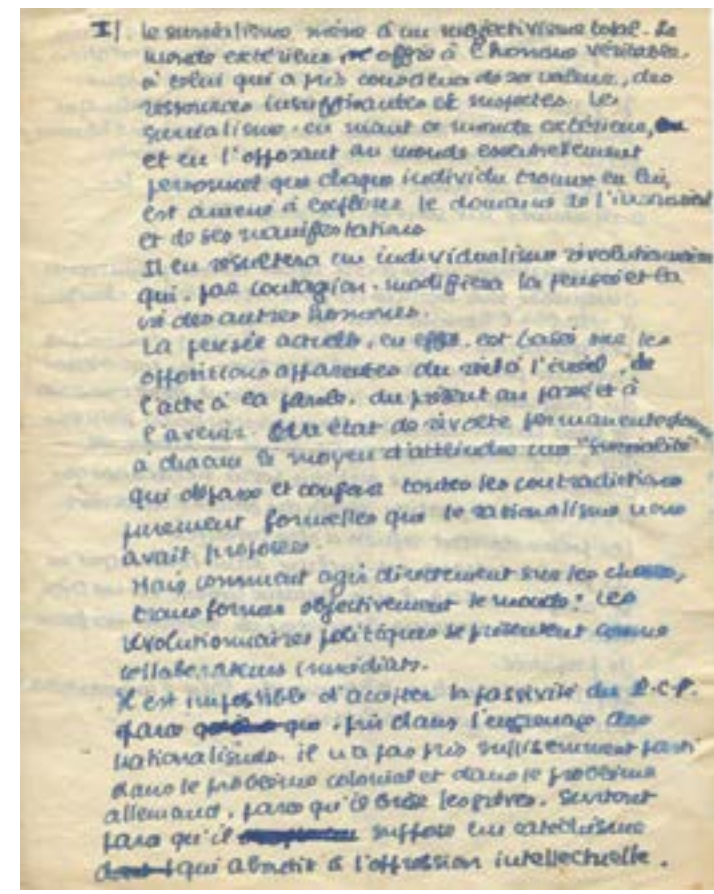 I) Le surréalisme mène à un subjectivisme total. Le
monde extérieur n'offre à l'homme véritable,
à celui qui a pris conscience de sa valeur, des
ressources insuffisantes et suspectes. Le
surréalisme en niant ce monde extérieur,
et en l'opposant au monde essentiellement
personnel que chaque individu trouve en lui,
est amené à explorer le domaine de l'inconscient
et de ses manifestations
Il en résultera un individualisme révolutionnaire
qui, par contagion, modifiera la pensée et la
vie des autres hommes.
La pensée actuelle, en effet, est basée sur les
oppositions apparentes du réel à l'irréel, de
l'acte à la parole, du présent au passé et à
l'avenir. Un état de révolte permanente donne
à chacun le moyen d'atteindre une "surréalité"
qui dépasse et confond toutes les contradictions
purement formelles que le rationalisme nous
avait proposées.
Mais comment agir directement sur les choses,
transformer objectivement le monde : Les
révolutionnaires politiques se présentent comme
collaborateurs immédiats.
Il est impossible d'accepter la passivité du P.C.F.
parce que, pris dans l'engrenage des
nationalismes, il n'a pas pris suffisamment parti
dans le problème colonial et dans le problème
allemand, parce qu'il brise les grèves. Surtout
parce qu'il suppose un catéchisme
qui aboutit à l'oppression intellectuelle.